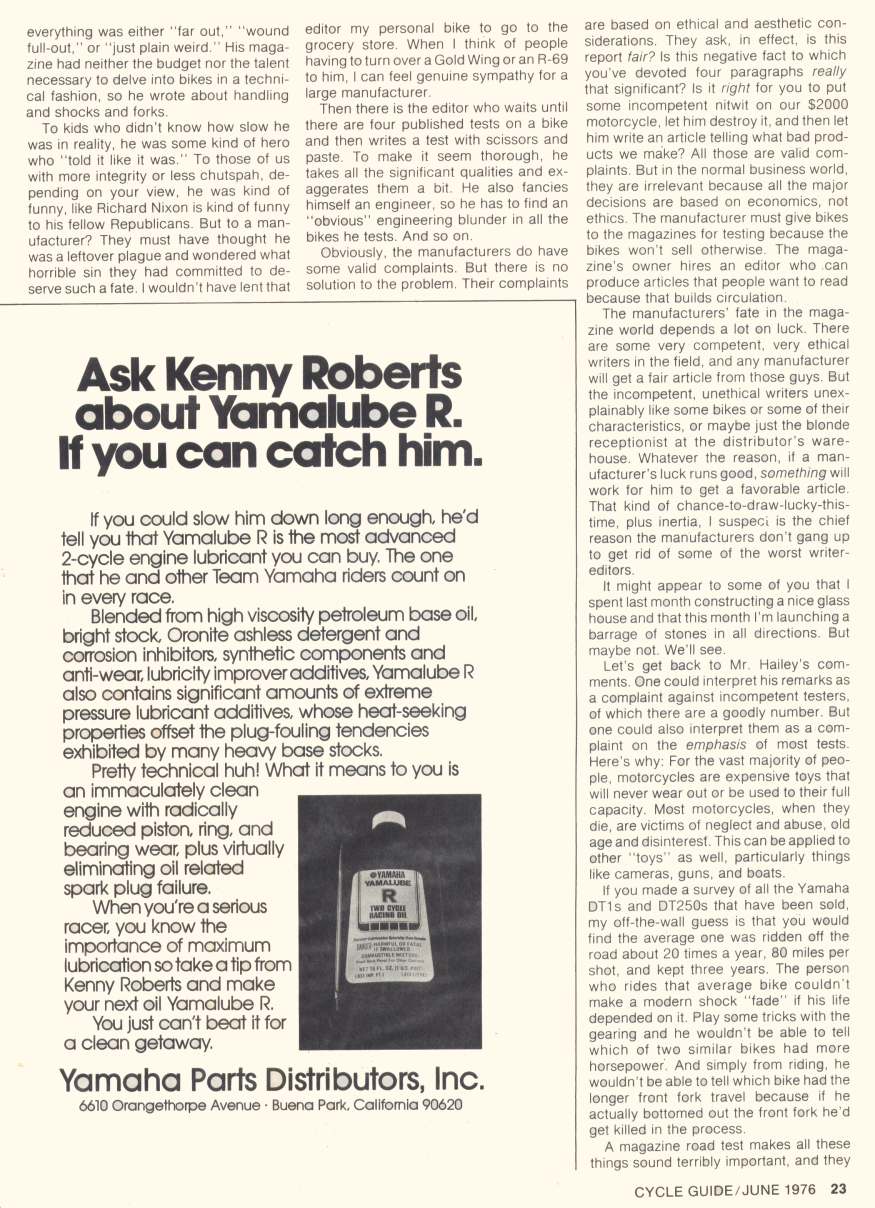 everything was either "far out," "wound
full-out," or "just plain weird." His maga-
zine had neither the budget nor the talent
necessary to delve into bikes in a techni-
cal fashion, so he wrote about handling
and shocks and forks.
To kids who didn't know how slow he
was in reality, he was some kind of hero
who "told it like it was." To those of us
with more integrity or less chutspah, de-
pending on your view, he was kind of
funny, like Richard Nixon is kind of funny
to his fellow Republicans. But to a man-
ufacturer? They must have thought he
was a leftover plague and wondered what
horrible sin they had committed to de-
serve such a fate. I wouldn't have lent that
editor my personal bike to go to the
grocery store. When I think of people
having to turn over a Gold Wing or an R-69
to him, I can feel genuine sympathy for a
large manufacturer.
Then there is the editor who waits until
there are four published tests on a bike
and then writes a test with scissors and
paste. To make it seem thorough, he
takes all the significant qualities and ex-
aggerates them a bit. He also fancies
himself an engineer, so he has to find an
"obvious" engineering blunder in all the
bikes he tests. And so on.
Obviously, the manufacturers do have
some valid complaints. But there is no
solution to the problem. Their complaints
are based on ethical and aesthetic con-
siderations. They ask, in effect, is this
report fair? Is this negative fact to which
you've devoted four paragraphs really
that significant? Is it right for you to put
some incompetent nitwit on our $2000
motorcycle, let him destroy it, and then let
him write an article telling what bad prod-
ucts we make? All those are valid com-
plaints. But in the normal business world,
they are irrelevant because all the major
decisions are based on economics, not
ethics. The manufacturer must give bikes
to the magazines for testing because the
bikes won't sell otherwise. The maga-
zine's owner hires an editor who can
produce articles that people want to read
because that builds circulation.
The manufacturers' fate in the maga-
zine world depends a lot on luck. There
are some very competent, very ethical
writers in the field, and any manufacturer
will get a fair article from those guys. But
the incompetent, unethical writers unex-
plainably like some bikes or some of their
characteristics, or maybe just the blonde
receptionist at the distributor's ware-
house. Whatever the reason, if a man-
ufacturer's luck runs good, something will
work for him to get a favorable article.
That kind of chance-to-draw-lucky-this-
time, plus inertia, I suspect is the chief
reason the manufacturers don't gang up
to get rid of some of the worst writer-
editors.
It might appear to some of you that I
spent last month constructing a nice glass
house and that this month I'm launching a
barrage of stones in all directions. But
maybe not. We'll see.
Let's get back to Mr. Hailey's com-
ments. One could interpret his remarks as
a complaint against incompetent testers,
of which there are a goodly number. But
one could also interpret them as a com-
plaint on the emphasis of most tests.
Here's why: For the vast majority of peo-
ple, motorcycles are expensive toys that
will never wear out or be used to their full
capacity. Most motorcycles, when they
die, are victims of neglect and abuse, old
age and disinterest. This can be applied to
other "toys" as well, particularly things
like cameras, guns, and boats.
If you made a survey of all the Yamaha
DT1s and DT250s that have been sold,
my off-the-wall guess is that you would
find the average one was ridden off the
road about 20 times a year, 80 miles per
shot, and kept three years. The person
who rides that average bike couldn't
make a modern shock "fade" if his life
depended on it. Play some tricks with the
gearing and he wouldn't be able to tell
which of two similar bikes had more
horsepower. And simply from riding, he
wouldn't be able to tell which bike had the
longer front fork travel because if he
actually bottomed out the front fork he'd
get killed in the process.
A magazine road test makes all these
things sound terribly important, and they
Ask Kenny Roberts
about Yamalube R.
If you can catch him.
If you could slow him down long enough, he'd
tell you that Yamalube R is the most advanced
2-cycle engine lubricant you can buy. The one
that he and other Team Yamaha riders count on
in every race.
Blended from high viscosity petroleum base oil,
bright stock, Oronite ashless detergent and
corrosion inhibitors, synthetic components and
anti-wear, lubricity improver additives, Yamalube R
also contains significant amounts of extreme
pressure lubricant additives, whose heat-seeking
properties offset the plug-fouling tendencies
exhibited by many heavy base stocks.
Pretty technical huh! What it means to you is
an immaculately clean
engine with radically
reduced piston, ring, and
bearing wear, plus virtually
eliminating oil related
spark plug failure.
When you're a serious
racer, you know the
importance of maximum
lubrication so take a tip from
Kenny Roberts and make
your next oil Yamalube R.
You just can't beat it for
a clean getaway.
YAMAHA
YAMALUBE
R
TWO CYCLE
RACING OIL
DANGER HARMFUL OR FATAL
IF SWALLOWED
COMBUSTIBLE MIXTURE
NET 16 FL. OZ. (1 U.S. PINT)
Yamaha Parts Distributors, Inc.
6610 Orangethorpe Avenue · Buena Park, California 90620
CYCLE GUIDE/JUNE 1976 23